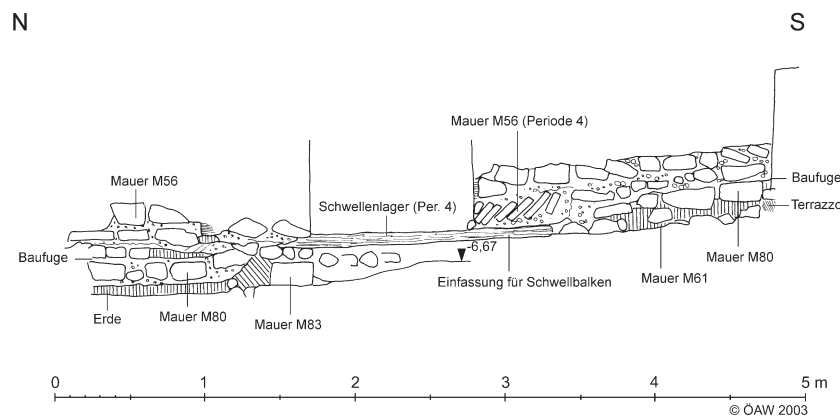 N
S
Mauer M56 (Periode 4)
Mauer M56
Baufuge
Schwellenlager (Per. 4)
Terrazzo
-6,67
Baufuge
Mauer M80
Einfassung für Schwellbalken
Mauer M61
Erde
Mauer M80
Mauer M83
0 1 2 3 4 5 m
© ÖAW 2003